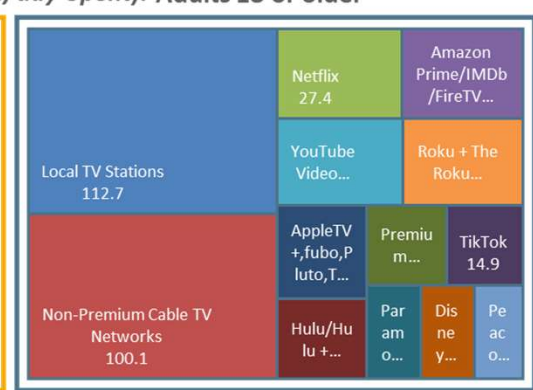 day Adults 18 or older
Local TV Stations
112.7
Non-Premium Cable TV
Networks
100.1
Netflix
27.4
Amazon
Prime/IMDb
/FireTV...
YouTube
Video...
Roku + The
Roku...
AppleTV
+,fubo,P
luto,T...
Premiu
m...
TikTok
14.9
Hulu/Hu
lu +...
Par
am
o...
Dis
ne
y...
Pe
ac
o...